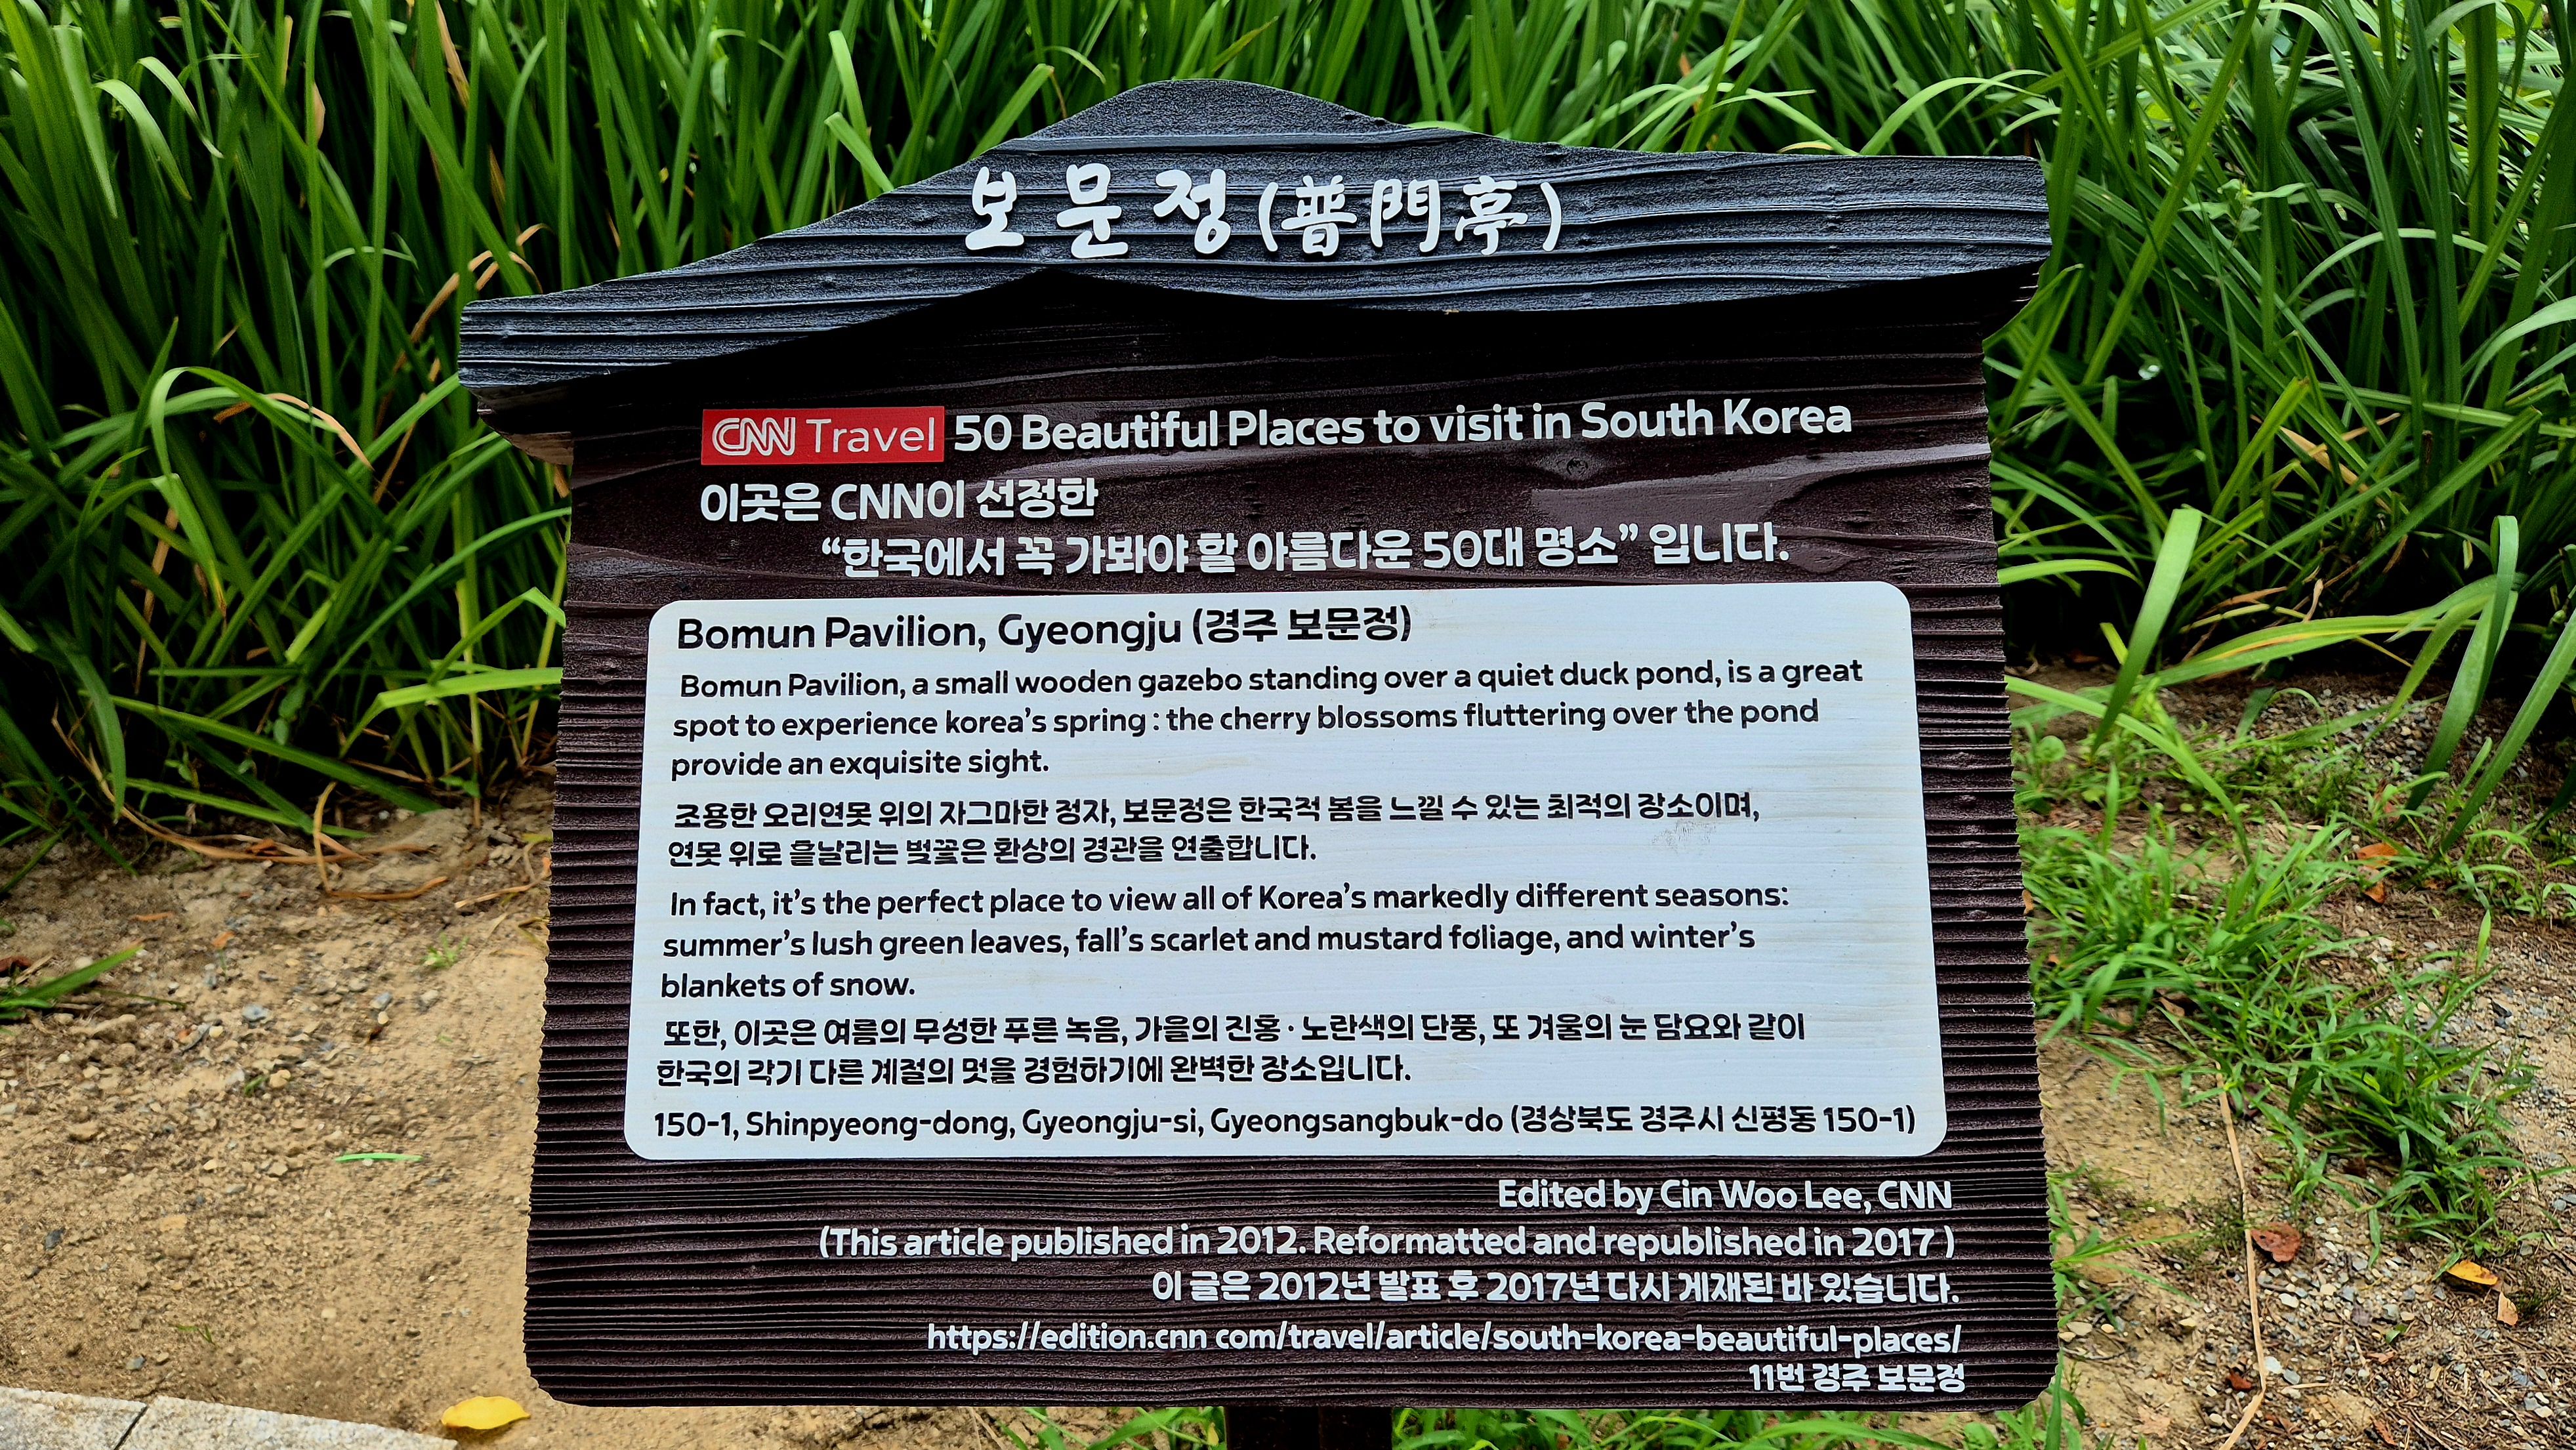 보문정(普門亭)
CNN Travel 50 Beautiful Places to visit in South Korea
이곳은 CNN이 선정한
“한국에서 꼭 가봐야 할 아름다운 50대 명소” 입니다.
Bomun Pavilion, Gyeongju (경주 보문정)
Bomun Pavilion, a small wooden gazebo standing over a quiet duck pond, is a great
spot to experience korea's spring : the cherry blossoms fluttering over the pond
provide an exquisite sight.
조용한 오리연못 위의 자그마한 정자, 보문정은 한국적 봄을 느낄 수 있는 최적의 장소이며,
연못 위로 흩날리는 벚꽃은 환상의 경관을 연출합니다.
In fact, it's the perfect place to view all of Korea's markedly different seasons:
summer's lush green leaves, fall's scarlet and mustard foliage, and winter's
blankets of snow.
또한, 이곳은 여름의 무성한 푸른 녹음, 가을의 진홍 · 노란색의 단풍, 또 겨울의 눈 담요와 같이
한국의 각기 다른 계절의 멋을 경험하기에 완벽한 장소입니다.
150-1, Shinpyeong-dong, Gyeongju-si, Gyeongsangbuk-do (경상북도 경주시 신평동 150-1)
Edited by Cin Woo Lee, CNN
(This article published in 2012. Reformatted and republished in 2017 )
이 글은 2012년 발표 후 2017년 다시 게재된 바 있습니다.
https://edition.cnn com/travel/article/south-korea-beautiful-places/
11번 경주 보문정